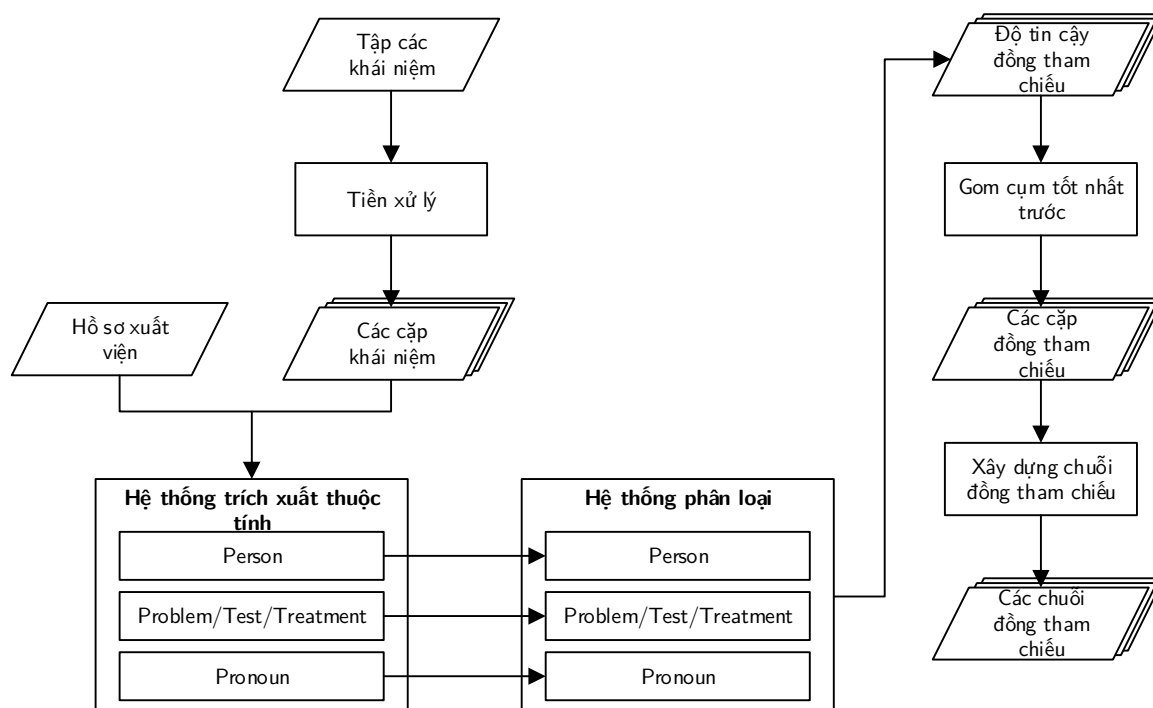 Tập các
khái niệm
Tiền xử lý
Hồ sơ xuất
viện
Các cặp
khái niệm
Hệ thống trích xuất thuộc
tính
Person
Problem/Test/Treatment
Pronoun
Hệ thống phân loại
Person
Problem/Test/Treatment
Pronoun
Độ tin cậy
đồng tham
chiếu
Gom cụm tốt nhất
trước
Các cặp
đồng tham
chiếu
Xây dựng chuỗi
đồng tham chiếu
Các chuỗi
đồng tham
chiếu